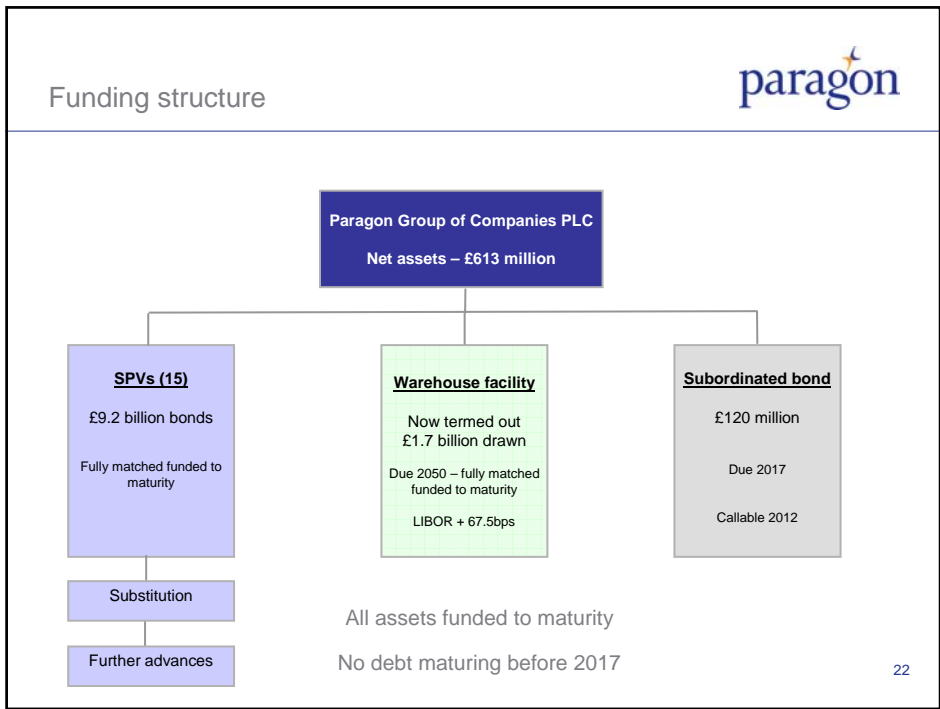 Funding structure
paragon
Paragon Group of Companies PLC
Net assets – £613 million
SPVs (15)
£9.2 billion bonds
Fully matched funded to
maturity
Substitution
Further advances
Warehouse facility
Now termed out
£1.7 billion drawn
Due 2050 – fully matched
funded to maturity
LIBOR + 67.5bps
Subordinated bond
£120 million
Due 2017
Callable 2012
All assets funded to maturity
No debt maturing before 2017
22